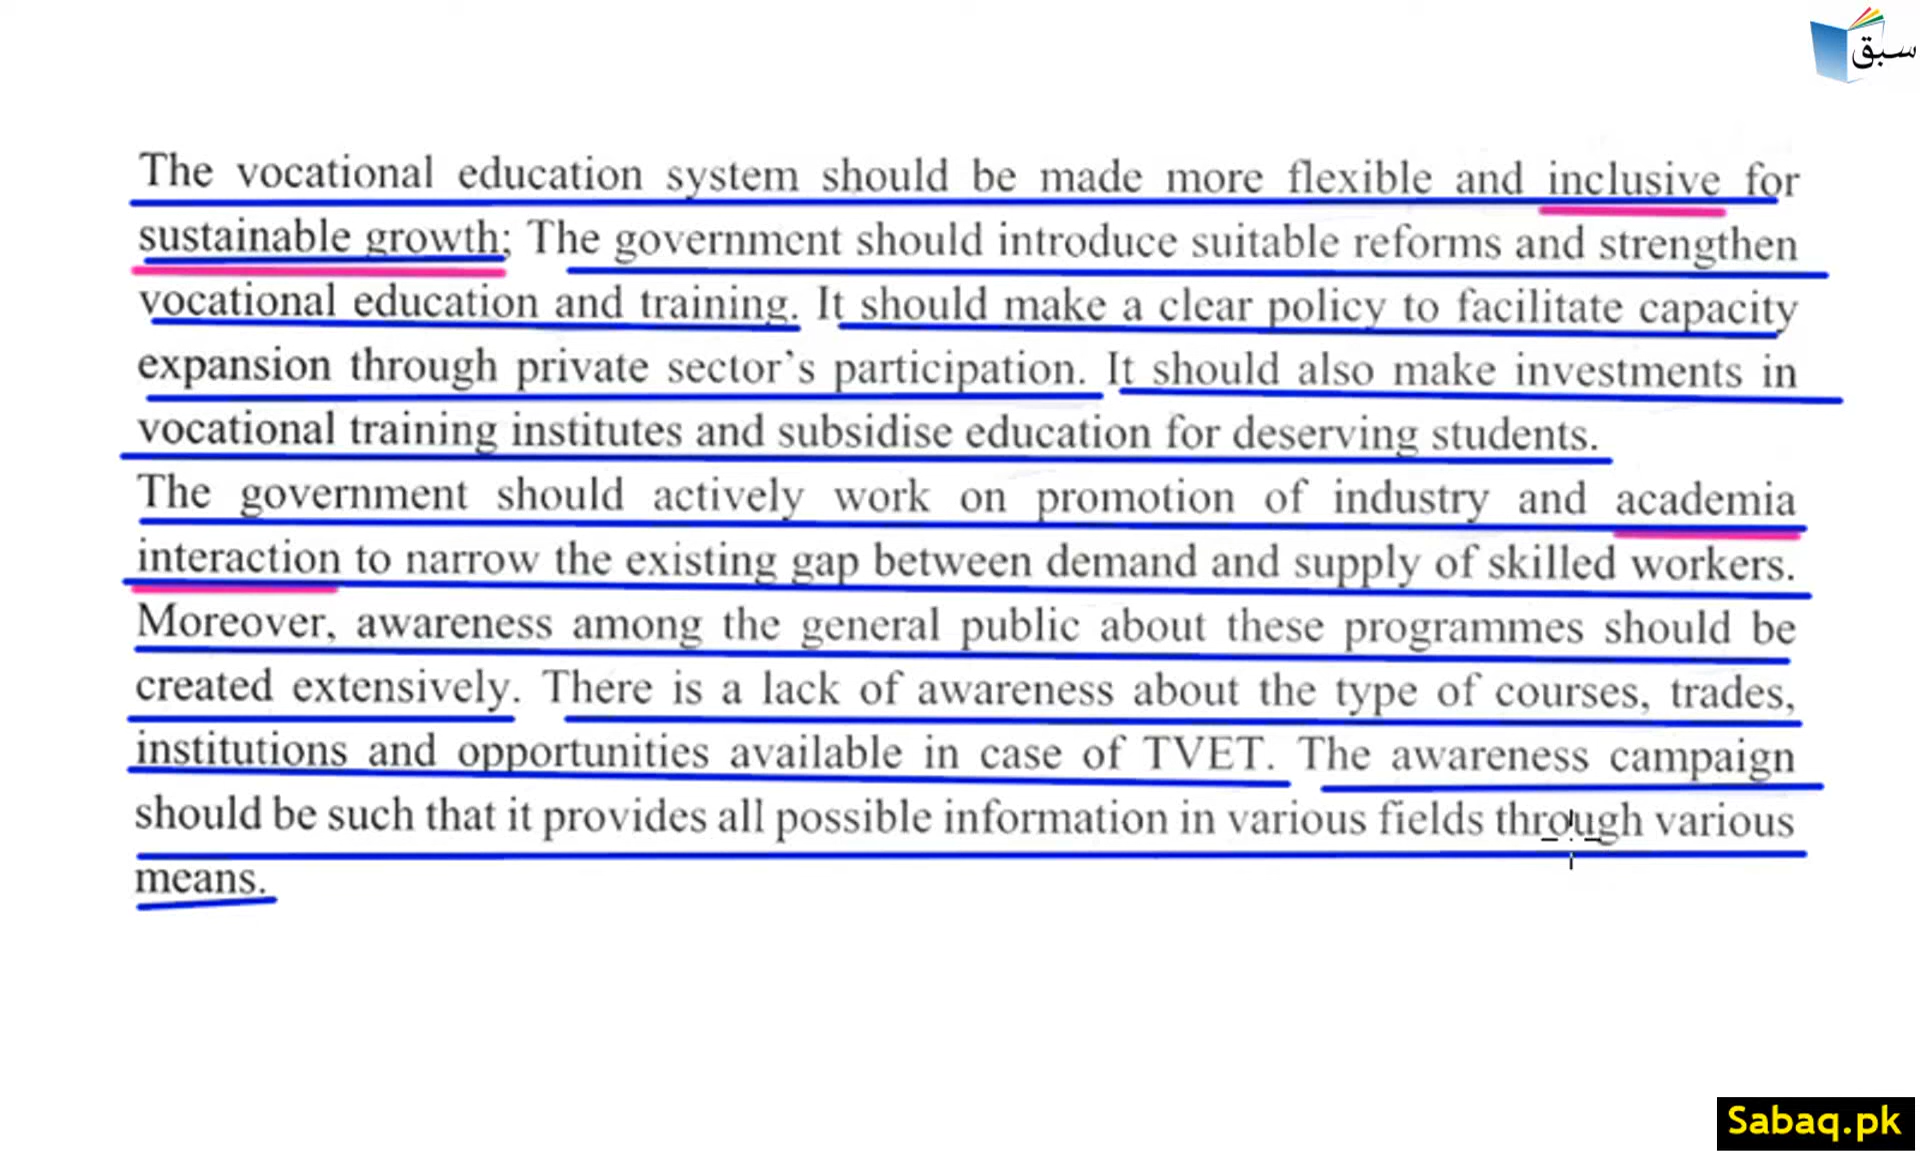 سبق
The vocational education system should be made more flexible and inclusive for
sustainable growth; The government should introduce suitable reforms and strengthen
vocational education and training. It should make a clear policy to facilitate capacity
expansion through private sector's participation. It should also make investments in
vocational training institutes and subsidise education for deserving students.
The government should actively work on promotion of industry and academia
interaction to narrow the existing gap between demand and supply of skilled workers.
Moreover, awareness among the general public about these programmes should be
created extensively. There is a lack of awareness about the type of courses, trades,
institutions and opportunities available in case of TVET. The awareness campaign
should be such that it provides all possible information in various fields through various
means.
Sabaq.pk